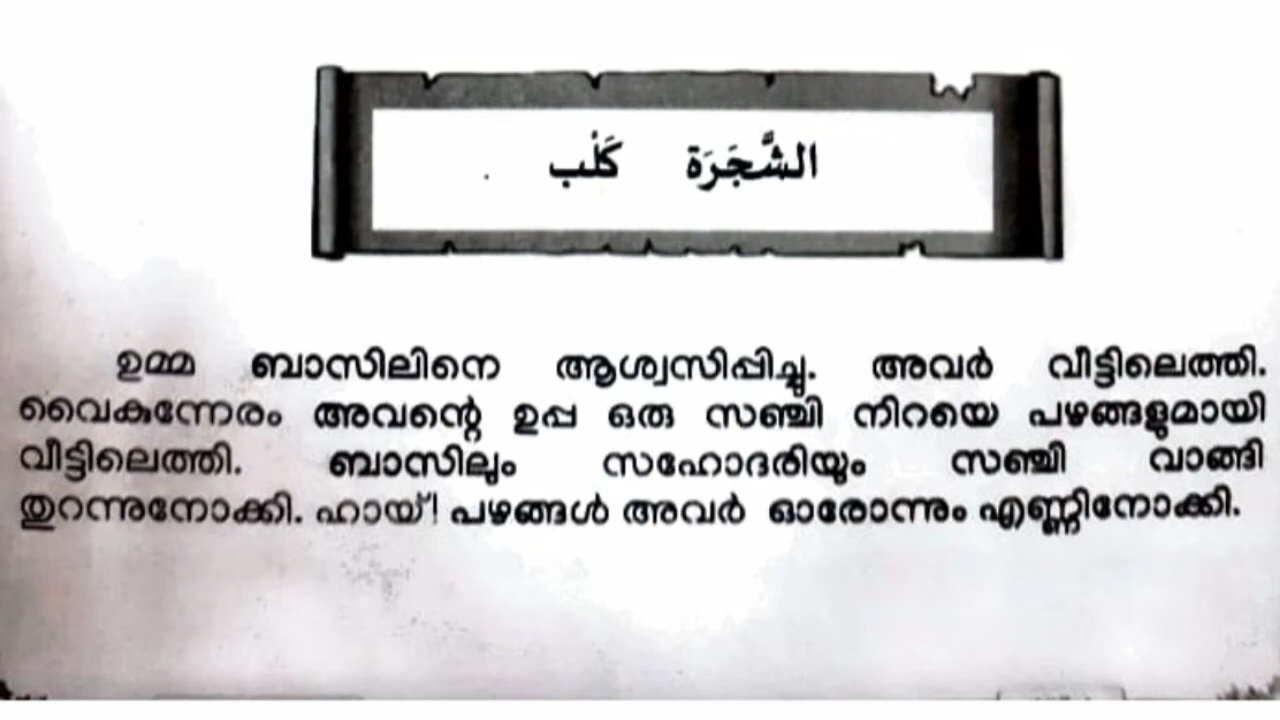 الشَّجَرَة كَلْب
ഉമ്മ ബാസിലിനെ ആശ്വസിപ്പിച്ചു. അവർ വീട്ടിലെത്തി.
വൈകുന്നേരം അവന്റെ ഉപ്പ ഒരു സഞ്ചി നിറയെ പഴങ്ങളുമായി
വീട്ടിലെത്തി. ബാസിലും സഹോദരിയും സഞ്ചി വാങ്ങി
തുറന്നുനോക്കി. ഹായ്! പഴങ്ങൾ അവർ ഓരോന്നും എണ്ണിനോക്കി.